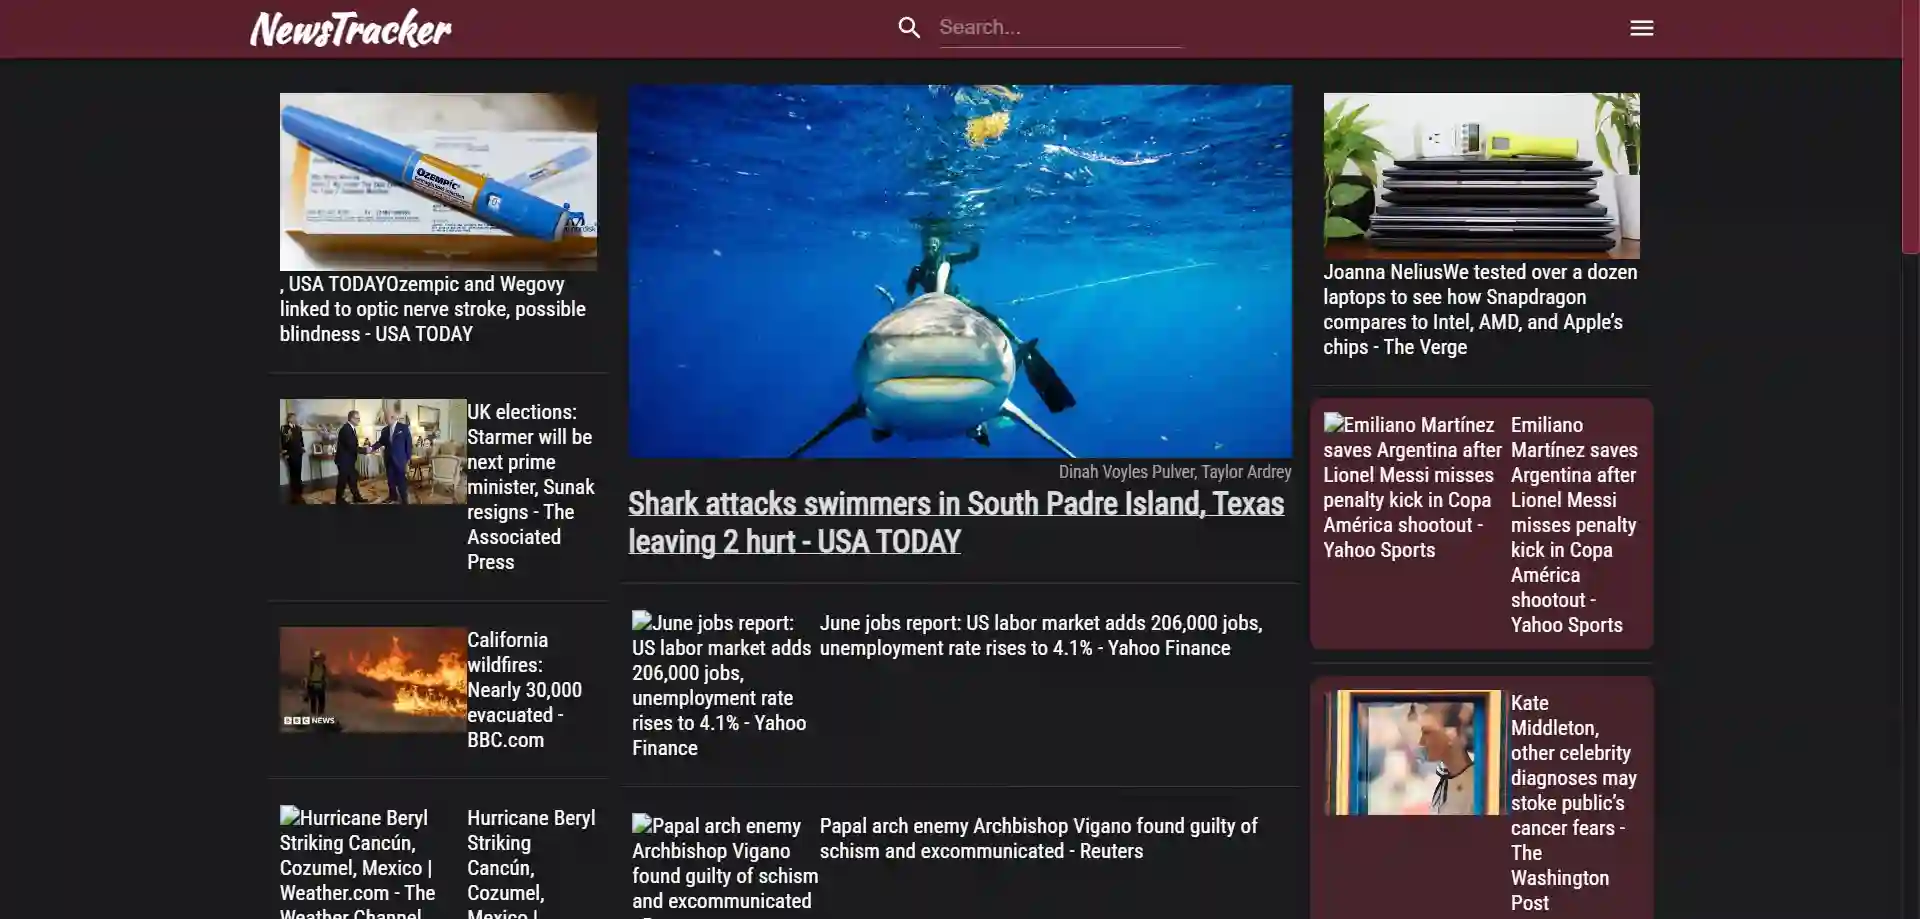 NewsTracker
Search...
OZEMPIC
, USA TODAYOzempic and Wegovy
linked to optic nerve stroke, possible
blindness - USA TODAY
UK elections:
Starmer will be
next prime
minister, Sunak
resigns - The
Associated
Press
BBC NEWS
California
wildfires:
Nearly 30,000
evacuated -
BBC.com
Hurricane Beryl
Striking Cancún,
Cozumel, Mexico |
Weather.com - The
Weather Channel
Hurricane Beryl
Striking
Cancún,
Cozumel,
Mexico |
Dinah Voyles Pulver, Taylor Ardrey
Shark attacks swimmers in South Padre Island, Texas
leaving 2 hurt - USA TODAY
June jobs report:
US labor market adds
206,000 jobs,
unemployment rate
rises to 4.1% - Yahoo
Finance
June jobs report: US labor market adds 206,000 jobs,
unemployment rate rises to 4.1% - Yahoo Finance
Papal arch enemy
Archbishop Vigano
found guilty of schism
and excommunicated
Papal arch enemy Archbishop Vigano found guilty of
schism and excommunicated - Reuters
Joanna NeliusWe tested over a dozen
laptops to see how Snapdragon
compares to Intel, AMD, and Apple’s
chips - The Verge
Emiliano Martínez
saves Argentina after
Lionel Messi misses
penalty kick in Copa
América shootout -
Yahoo Sports
Emiliano
Martínez saves
Argentina after
Lionel Messi
misses penalty
kick in Copa
América
shootout -
Yahoo Sports
Kate
Middleton,
other celebrity
diagnoses may
stoke public’s
cancer fears -
The
Washington
Post